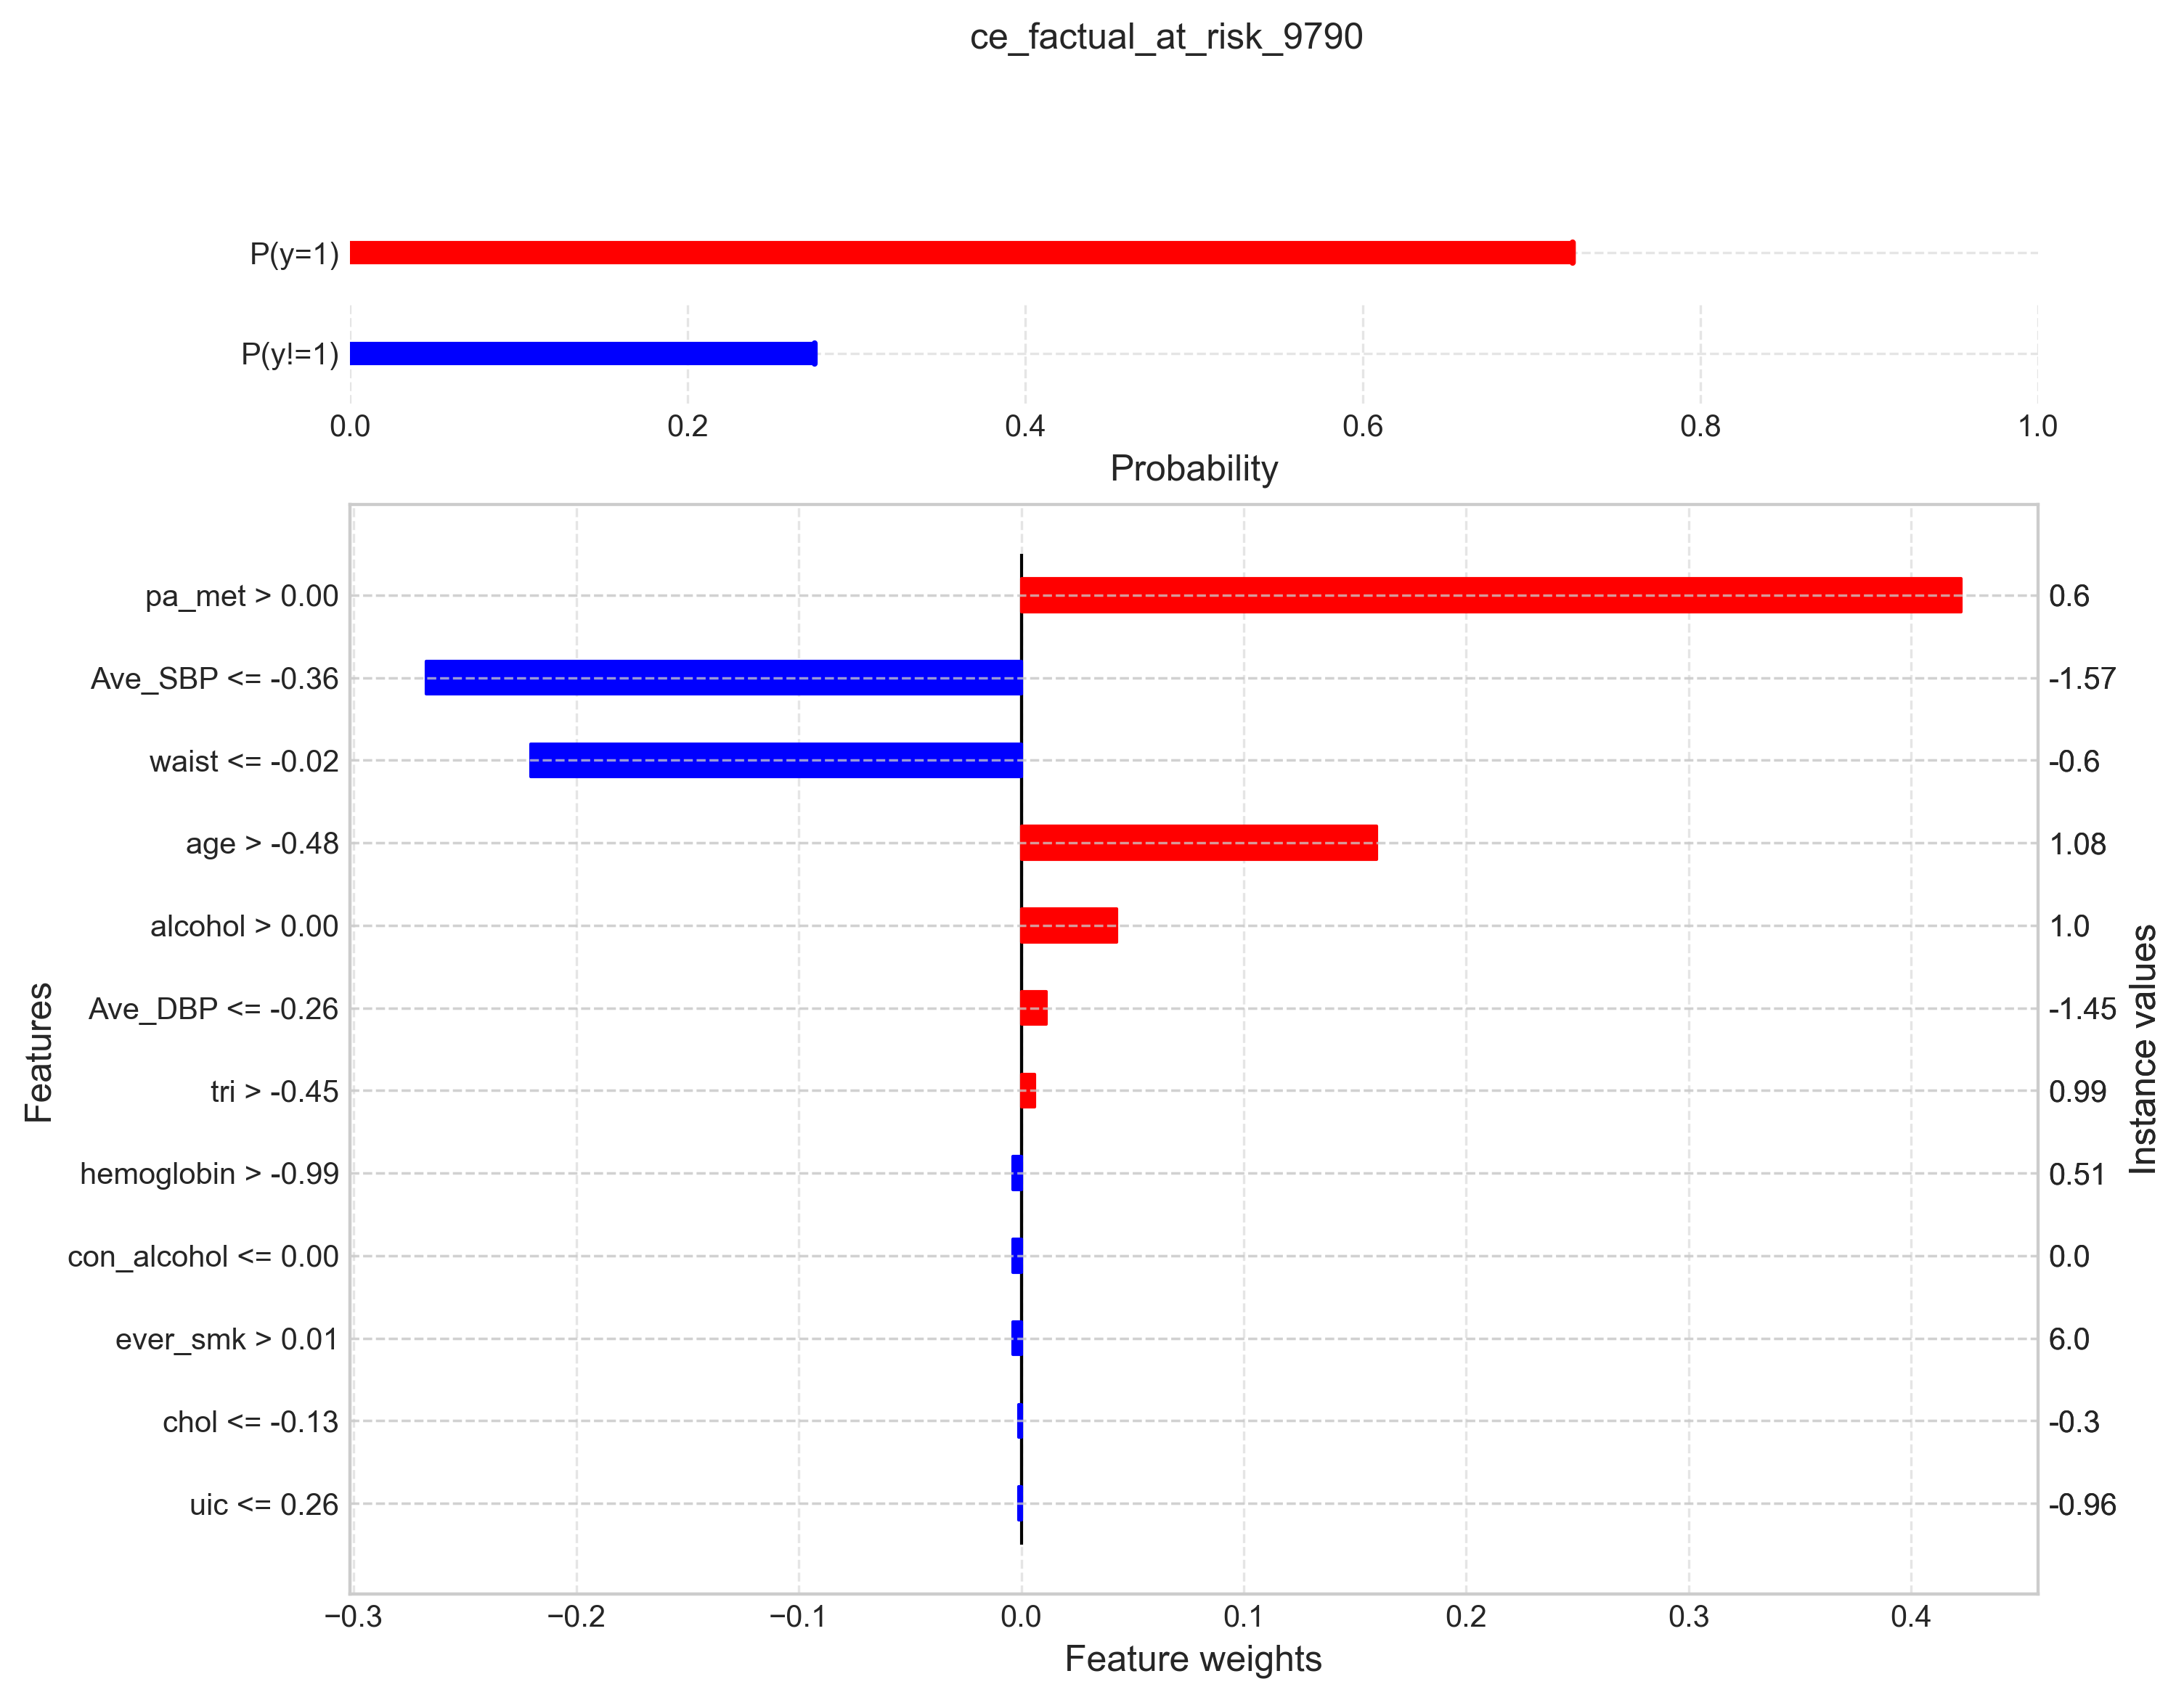 ce_factual_at_risk_9790
P(y=1)
P(y!=1)
0.0 0.2 0.4 0.6 0.8 1.0
Probability
pa_met > 0.00 0.6
Ave_SBP <= -0.36 -1.57
waist <= -0.02 -0.6
age > -0.48 1.08
alcohol > 0.00 1.0
Ave_DBP <= -0.26 -1.45
tri > -0.45 0.99
hemoglobin > -0.99 0.51
con_alcohol <= 0.00 0.0
ever_smk > 0.01 6.0
chol <= -0.13 -0.3
uic <= 0.26 -0.96
Features
Instance values
−0.3 −0.2 −0.1 0.0 0.1 0.2 0.3 0.4
Feature weights